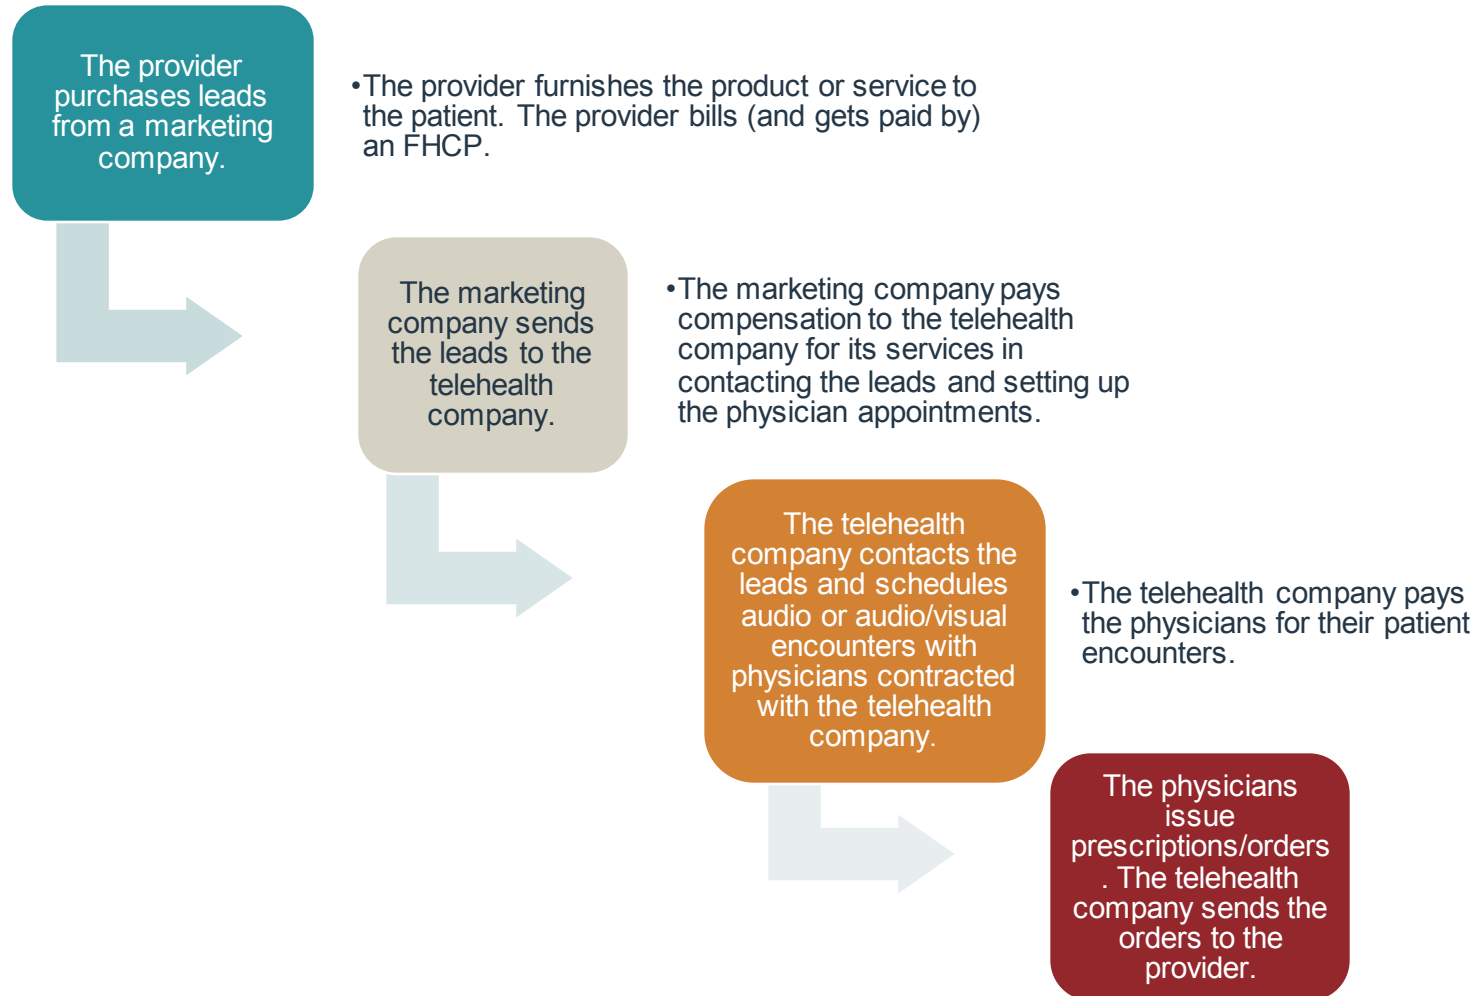 The provider
purchases leads
from a marketing
company.
•The provider furnishes the product or service to
the patient. The provider bills (and gets paid by)
an FHCP.
The marketing
company sends
the leads to the
telehealth
company.
•The marketing company pays
compensation to the telehealth
company for its services in
contacting the leads and setting up
the physician appointments.
The telehealth
company contacts the
leads and schedules
audio or audio/visual
encounters with
physicians contracted
with the telehealth
company.
•The telehealth company pays
the physicians for their patient
encounters.
The physicians
issue
prescriptions/orders
. The telehealth
company sends the
orders to the
provider.